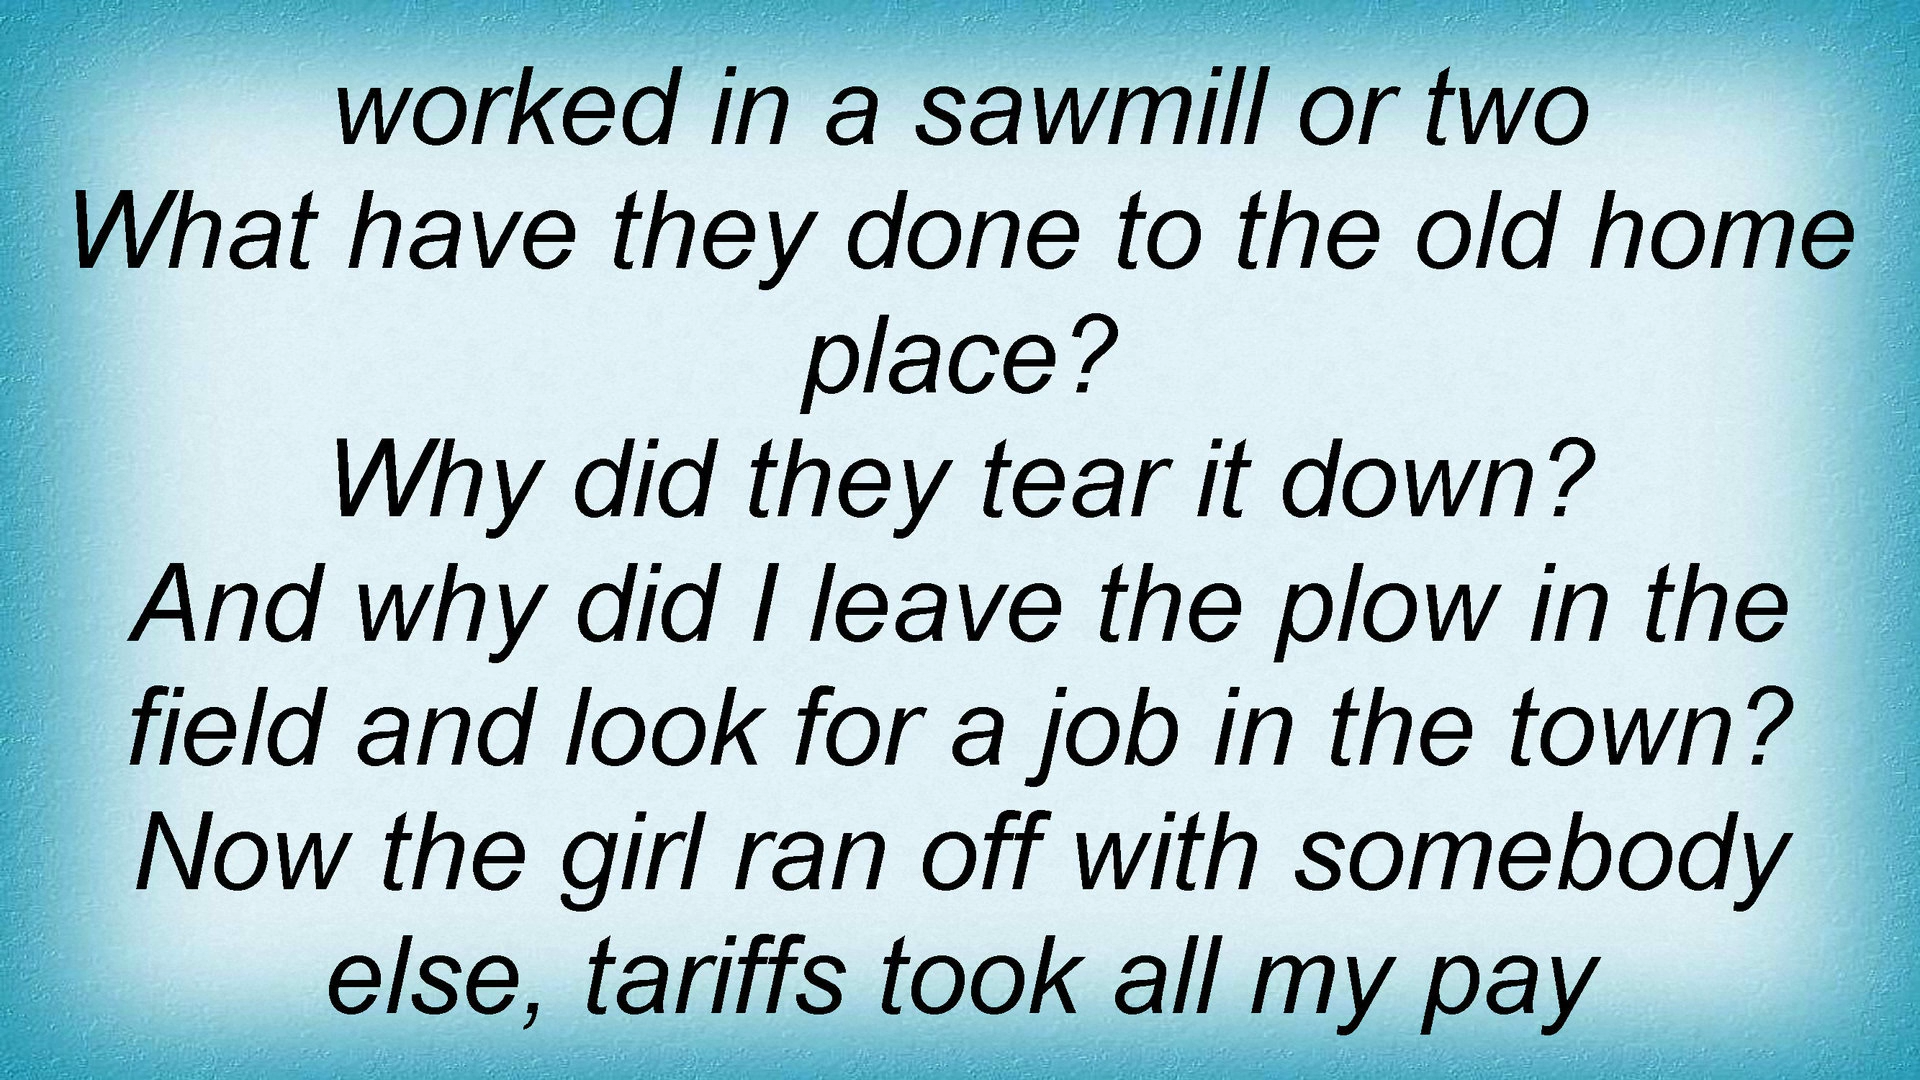 worked in a sawmill or two
What have they done to the old home
place?
Why did they tear it down?
And why did I leave the plow in the
field and look for a job in the town?
Now the girl ran off with somebody
else, tariffs took all my pay